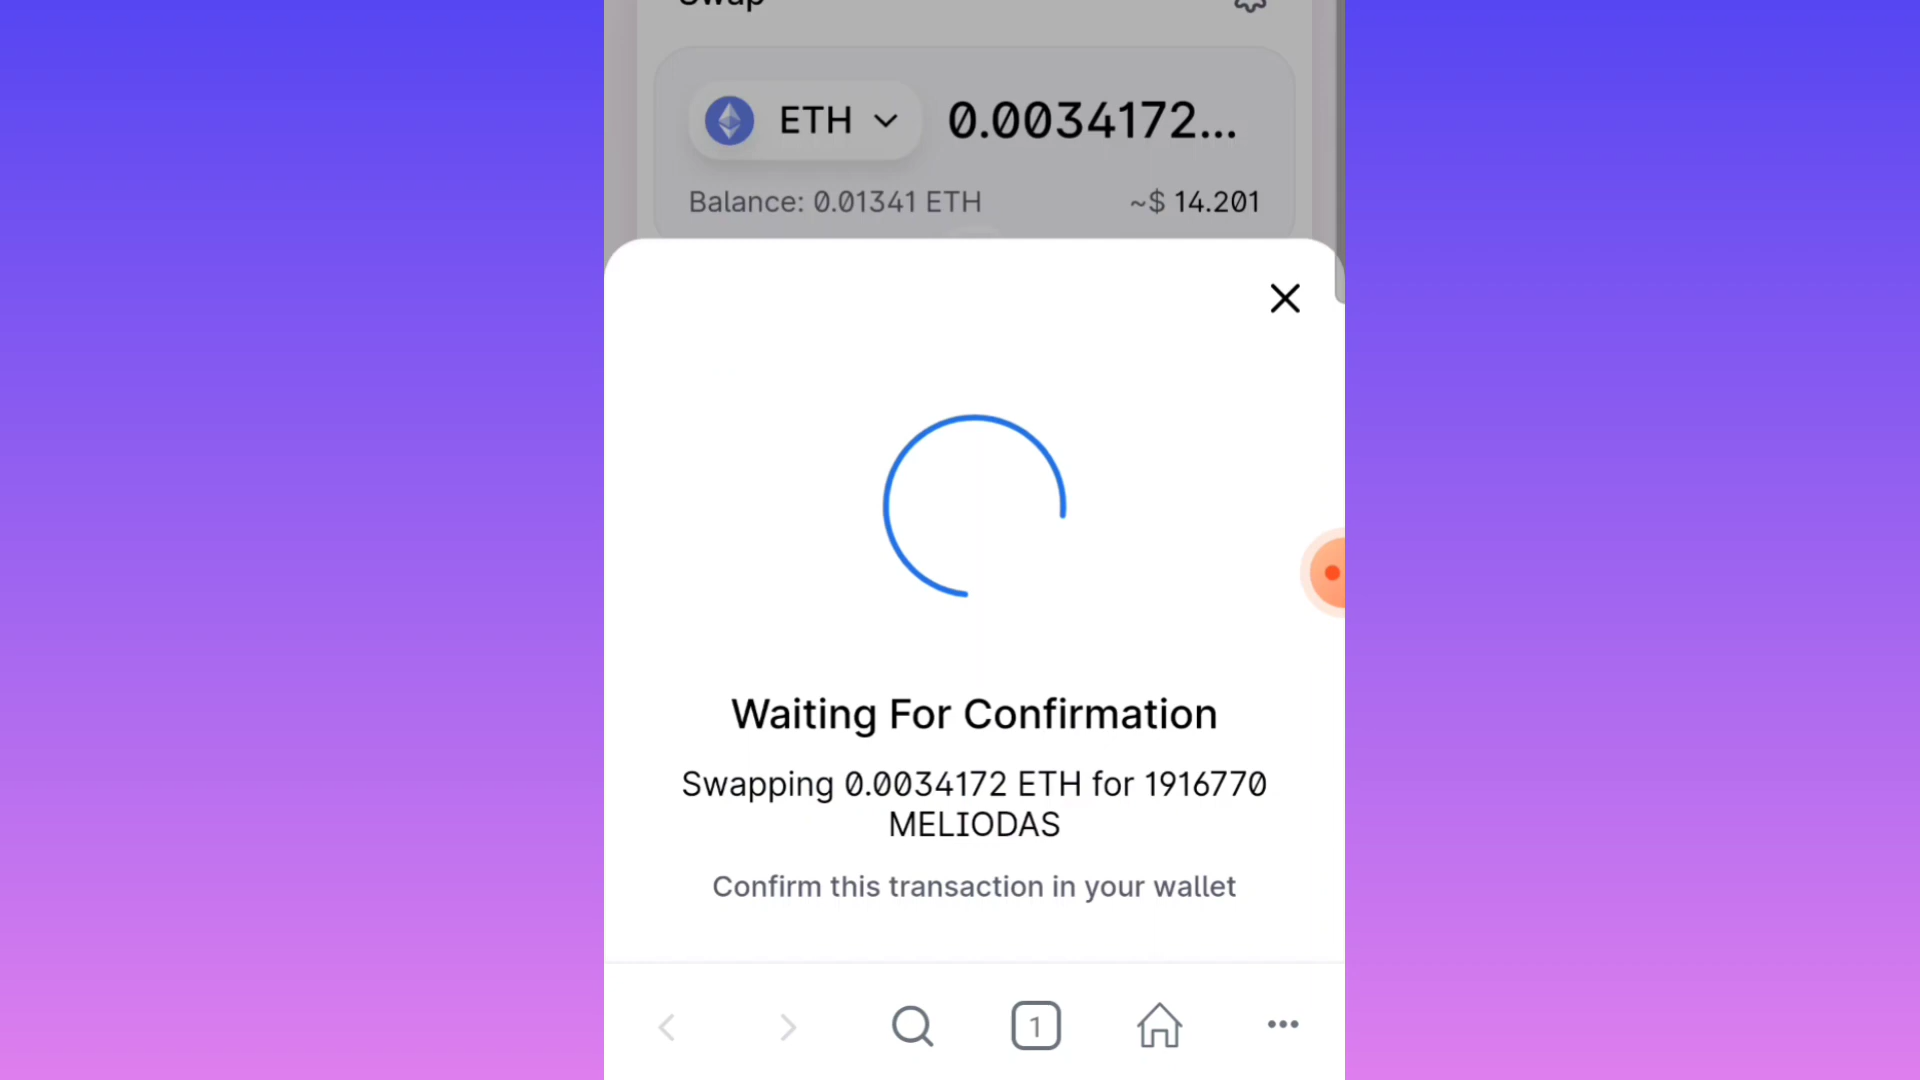 Swap
ETH 0.0034172...
Balance: 0.01341 ETH ~$ 14.201
Waiting For Confirmation
Swapping 0.0034172 ETH for 1916770
MELIODAS
Confirm this transaction in your wallet
1